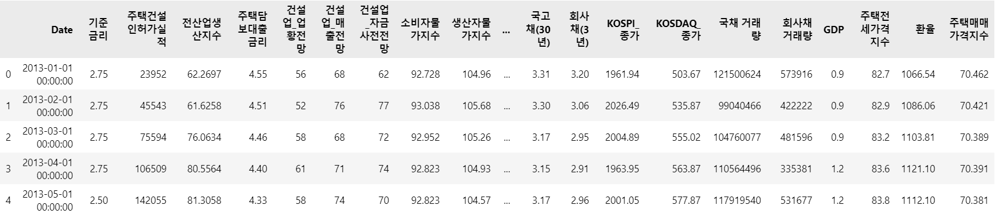 Date 기준금리 주택건설인허가실적 전산업생산지수 주택담보대출금리 건설업_업황전망 건설업_매출전망 건설업_자금사전전망 소비자물가지수 생산자물가지수 ... 국고채(30년) 회사채(3년) KOSPI_종가 KOSDAQ_종가 국채 거래량 회사채 거래량 GDP 주택전세가격지수 환율 주택매매가격지수
0 2013-01-01 00:00:00 2.75 23952 62.2697 4.55 56 68 62 92.728 104.96 ... 3.31 3.20 1961.94 503.67 121500624 573916 0.9 82.7 1066.54 70.462
1 2013-02-01 00:00:00 2.75 45543 61.6258 4.51 52 76 77 93.038 105.68 ... 3.30 3.06 2026.49 535.87 99040466 422222 0.9 82.9 1086.06 70.421
2 2013-03-01 00:00:00 2.75 75594 76.0634 4.46 58 68 72 92.952 105.26 ... 3.17 2.95 2004.89 555.02 104760077 481596 0.9 83.2 1103.81 70.389
3 2013-04-01 00:00:00 2.75 106509 80.5564 4.40 61 71 74 92.823 104.93 ... 3.15 2.91 1963.95 563.87 110564496 335381 1.2 83.6 1121.10 70.391
4 2013-05-01 00:00:00 2.50 142055 81.3058 4.33 58 74 70 92.823 104.57 ... 3.17 2.96 2001.05 577.87 117919540 531677 1.2 83.8 1112.10 70.381